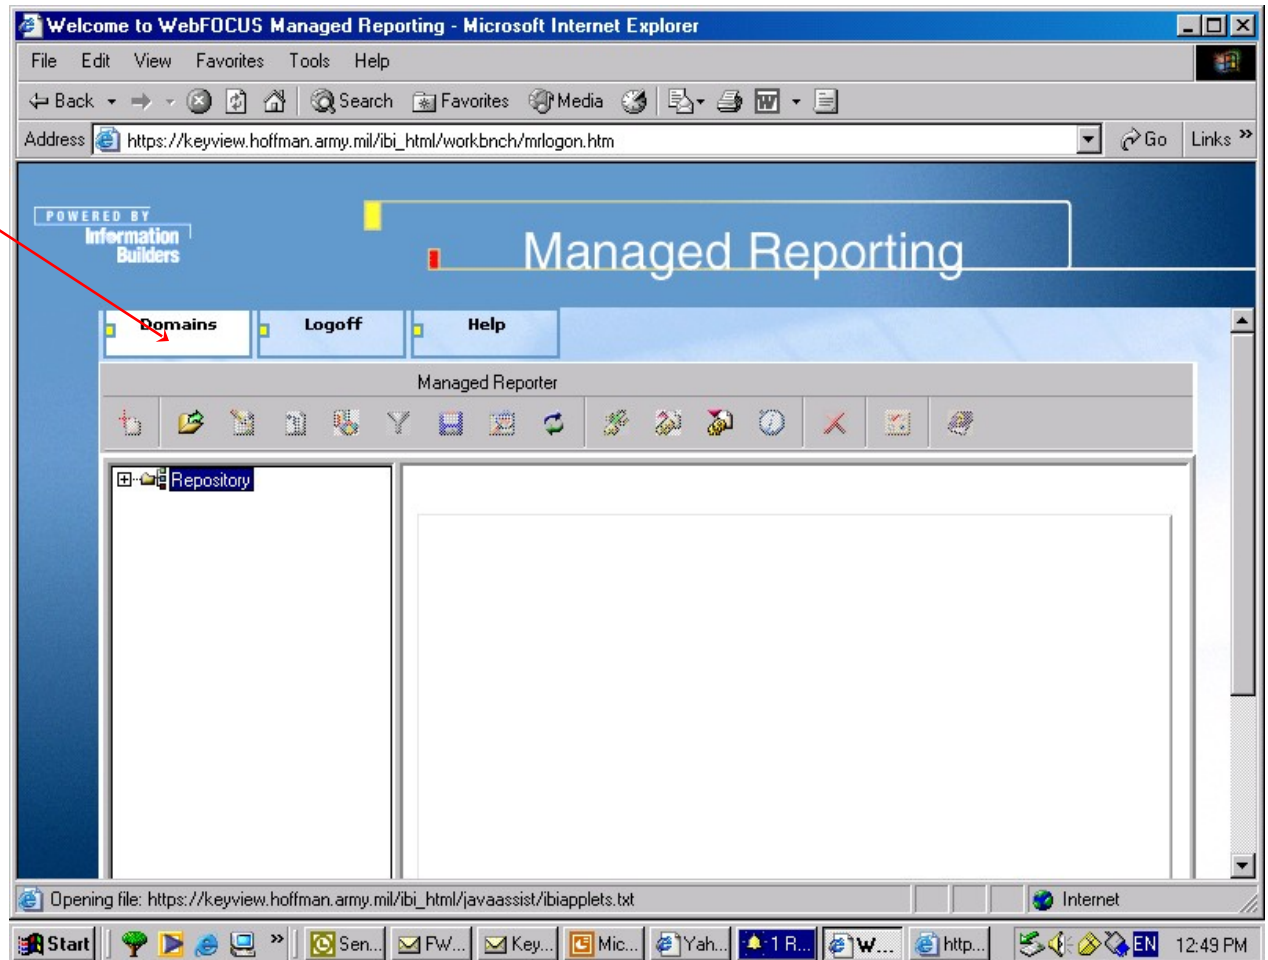 Welcome to WebFOCUS Managed Reporting - Microsoft Internet Explorer
File Edit View Favorites Tools Help
Back Search Favorites Media
Address https://keyview.hoffman.army.mil/ibi_html/workbnch/mrlogon.htm Go Links »
POWERED BY
Information
Builders
Managed Reporting
Domains Logoff Help
Managed Reporter
Repository
Opening file: https://keyview.hoffman.army.mil/ibi_html/javaassist/ibiapplets.txt Internet
Start » Sen... FW... Key... Mic... Yah... 1 R... W... http... EN 12:49 PM